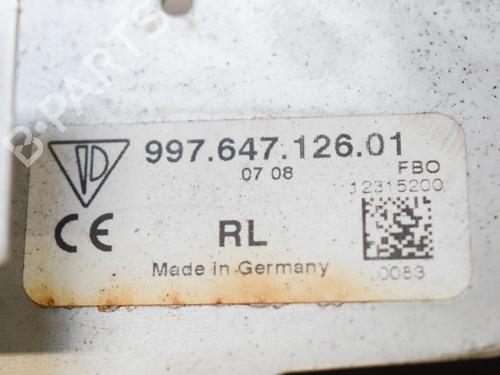 B-PARTS
997.647.126.01
07 08
FBO
12315200
CE
RL
Made in Germany
0083